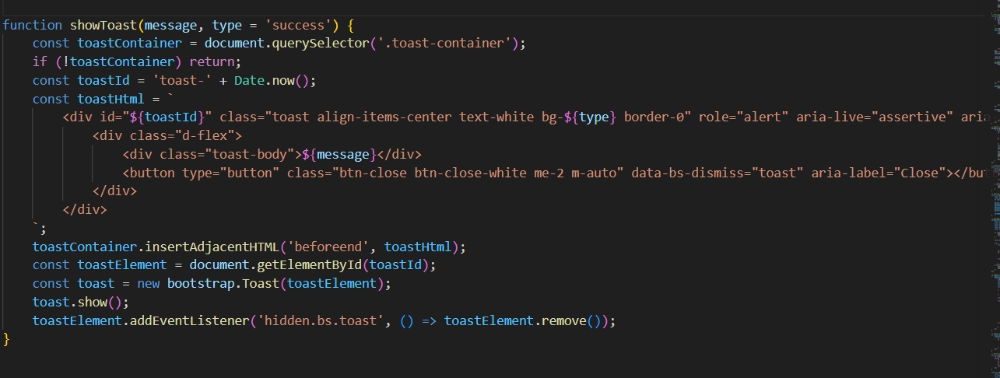 function showToast(message, type = 'success') {
    const toastContainer = document.querySelector('.toast-container');
    if (!toastContainer) return;
    const toastId = 'toast-' + Date.now();
    const toastHtml = `
        <div id="${toastId}" class="toast align-items-center text-white bg-${type} border-0" role="alert" aria-live="assertive" aria
            <div class="d-flex">
                <div class="toast-body">${message}</div>
                <button type="button" class="btn-close btn-close-white me-2 m-auto" data-bs-dismiss="toast" aria-label="Close"></but
            </div>
        </div>
    `;
    toastContainer.insertAdjacentHTML('beforeend', toastHtml);
    const toastElement = document.getElementById(toastId);
    const toast = new bootstrap.Toast(toastElement);
    toast.show();
    toastElement.addEventListener('hidden.bs.toast', () => toastElement.remove());
}